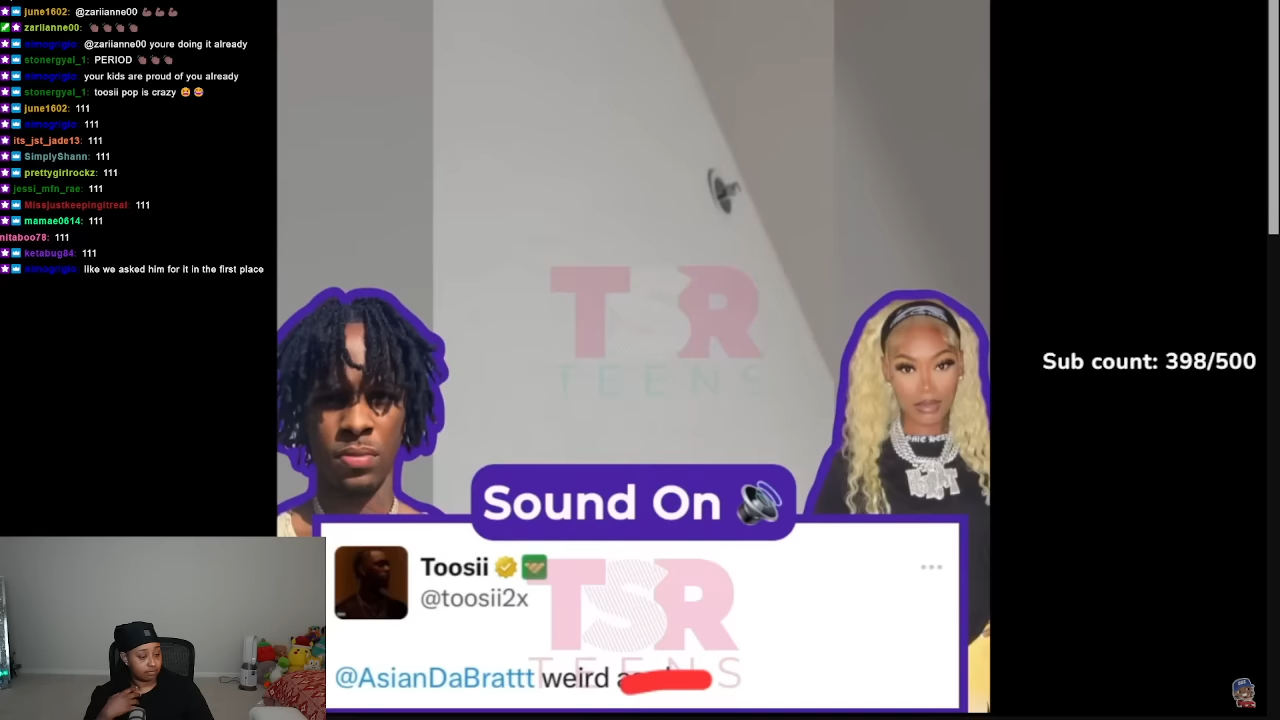 june1602: @zariianne00
zariianne00:
@zariianne00 youre doing it already
stonergyal_1: PERIOD
your kids are proud of you already
stonergyal_1: toosii pop is crazy
june1602: 111
111
its_jst_jade13: 111
SimplyShann: 111
prettygirlrockz: 111
jessi_mfn_rae: 111
Missjustkeepingitreal: 111
mamae0614: 111
nitaboo78: 111
ketabug84: 111
like we asked him for it in the first place
TSR
TEENS
Sub count: 398/500
Sound On
Toosii
@toosii2x
TSR
TEENS
@AsianDaBrattt weird